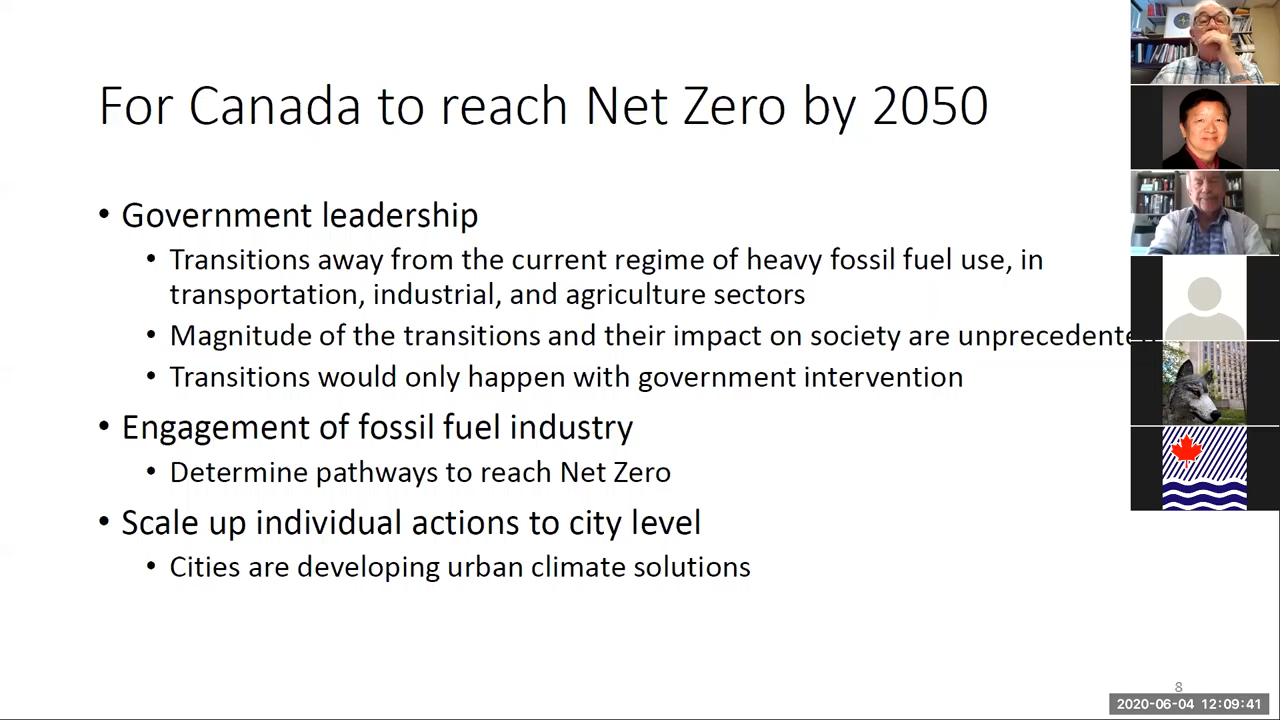 For Canada to reach Net Zero by 2050
• Government leadership
• Transitions away from the current regime of heavy fossil fuel use, in
transportation, industrial, and agriculture sectors
• Magnitude of the transitions and their impact on society are unprecedented
• Transitions would only happen with government intervention
• Engagement of fossil fuel industry
• Determine pathways to reach Net Zero
• Scale up individual actions to city level
• Cities are developing urban climate solutions
8
2020-06-04 12:09:41